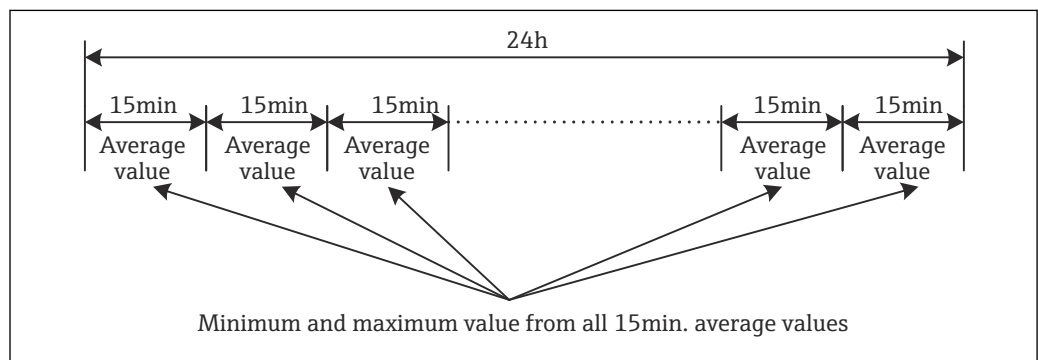 24h
15min 15min 15min 15min 15min
Average Average Average Average Average
value value value value value
Minimum and maximum value from all 15min. average values